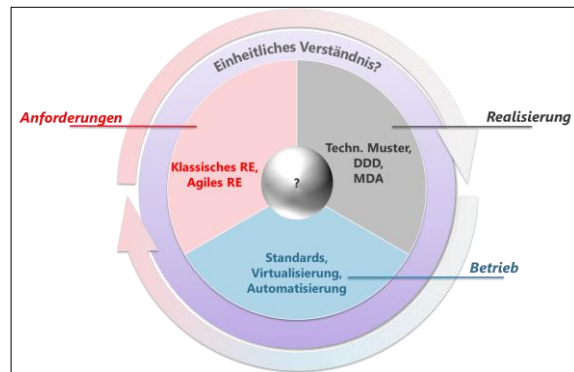 Einheitliches Verständnis?
Anforderungen
Realisierung
Klassisches RE,
Agiles RE
?
Techn. Muster,
DDD,
MDA
Standards,
Virtualisierung,
Automatisierung
Betrieb